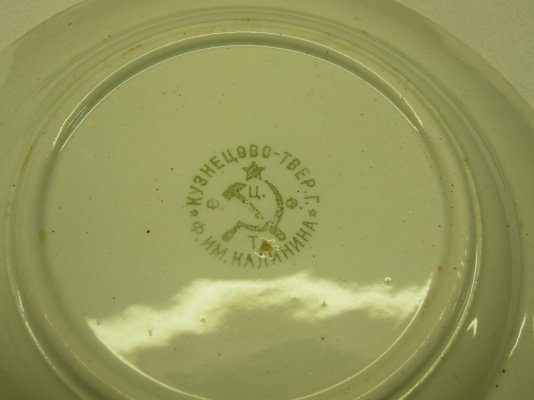 "КУЗНЕЦОВО-ТВЕР.Г."
Ф. ИМ. КАЛИНИНА
Ц.
С Ф
Т.